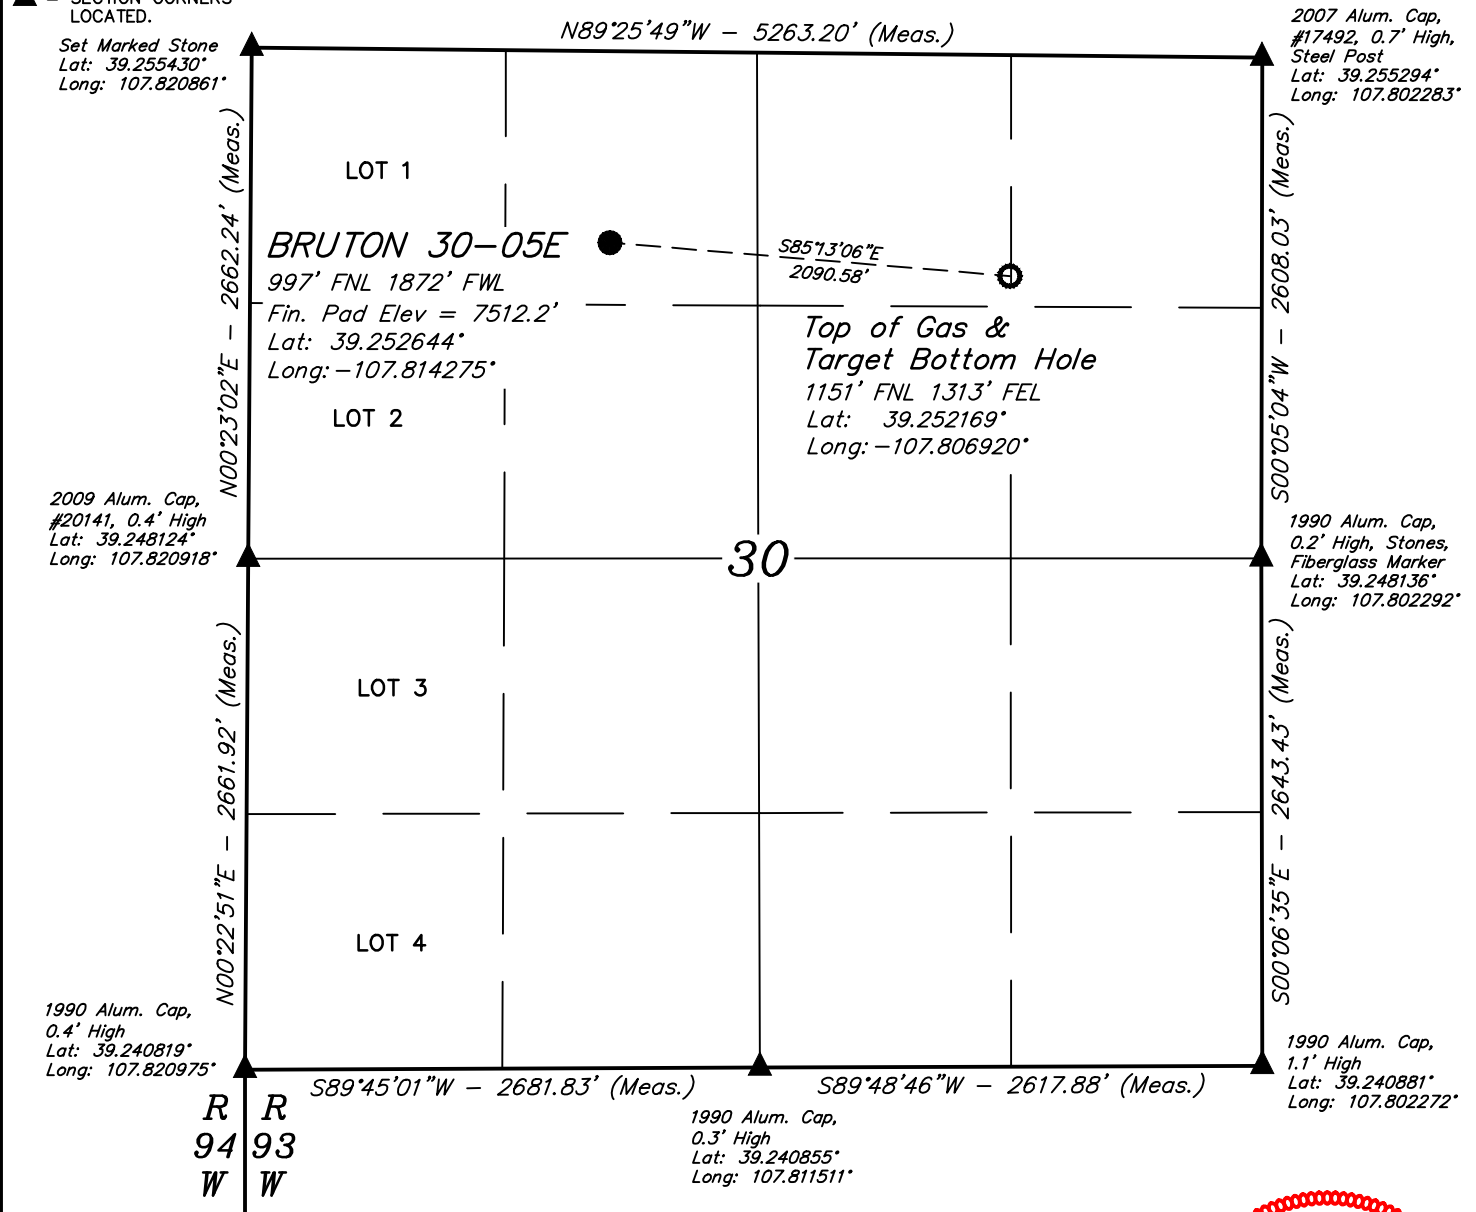 = SECTION CORNERS
LOCATED.
N89°25'49"W - 5263.20' (Meas.)
Set Marked Stone
Lat: 39.255430°
Long: 107.820861°
2007 Alum. Cap,
#17492, 0.7' High,
Steel Post
Lat: 39.255294°
Long: 107.802283°
N00°23'02"E - 2662.24' (Meas.)
S00°05'04"W - 2608.03' (Meas.)
LOT 1
BRUTON 30-05E
997' FNL 1872' FWL
Fin. Pad Elev = 7512.2'
Lat: 39.252644°
Long: -107.814275°
S85°13'06"E
2090.58'
Top of Gas &
Target Bottom Hole
1151' FNL 1313' FEL
Lat: 39.252169°
Long: -107.806920°
LOT 2
2009 Alum. Cap,
#20141, 0.4' High
Lat: 39.248124°
Long: 107.820918°
30
1990 Alum. Cap,
0.2' High, Stones,
Fiberglass Marker
Lat: 39.248136°
Long: 107.802292°
N00°22'51"E - 2661.92' (Meas.)
S00°06'35"E - 2643.43' (Meas.)
LOT 3
LOT 4
1990 Alum. Cap,
0.4' High
Lat: 39.240819°
Long: 107.820975°
S89°45'01"W - 2681.83' (Meas.)
S89°48'46"W - 2617.88' (Meas.)
1990 Alum. Cap,
1.1' High
Lat: 39.240881°
Long: 107.802272°
1990 Alum. Cap,
0.3' High
Lat: 39.240855°
Long: 107.811511°
R R
94 93
W W